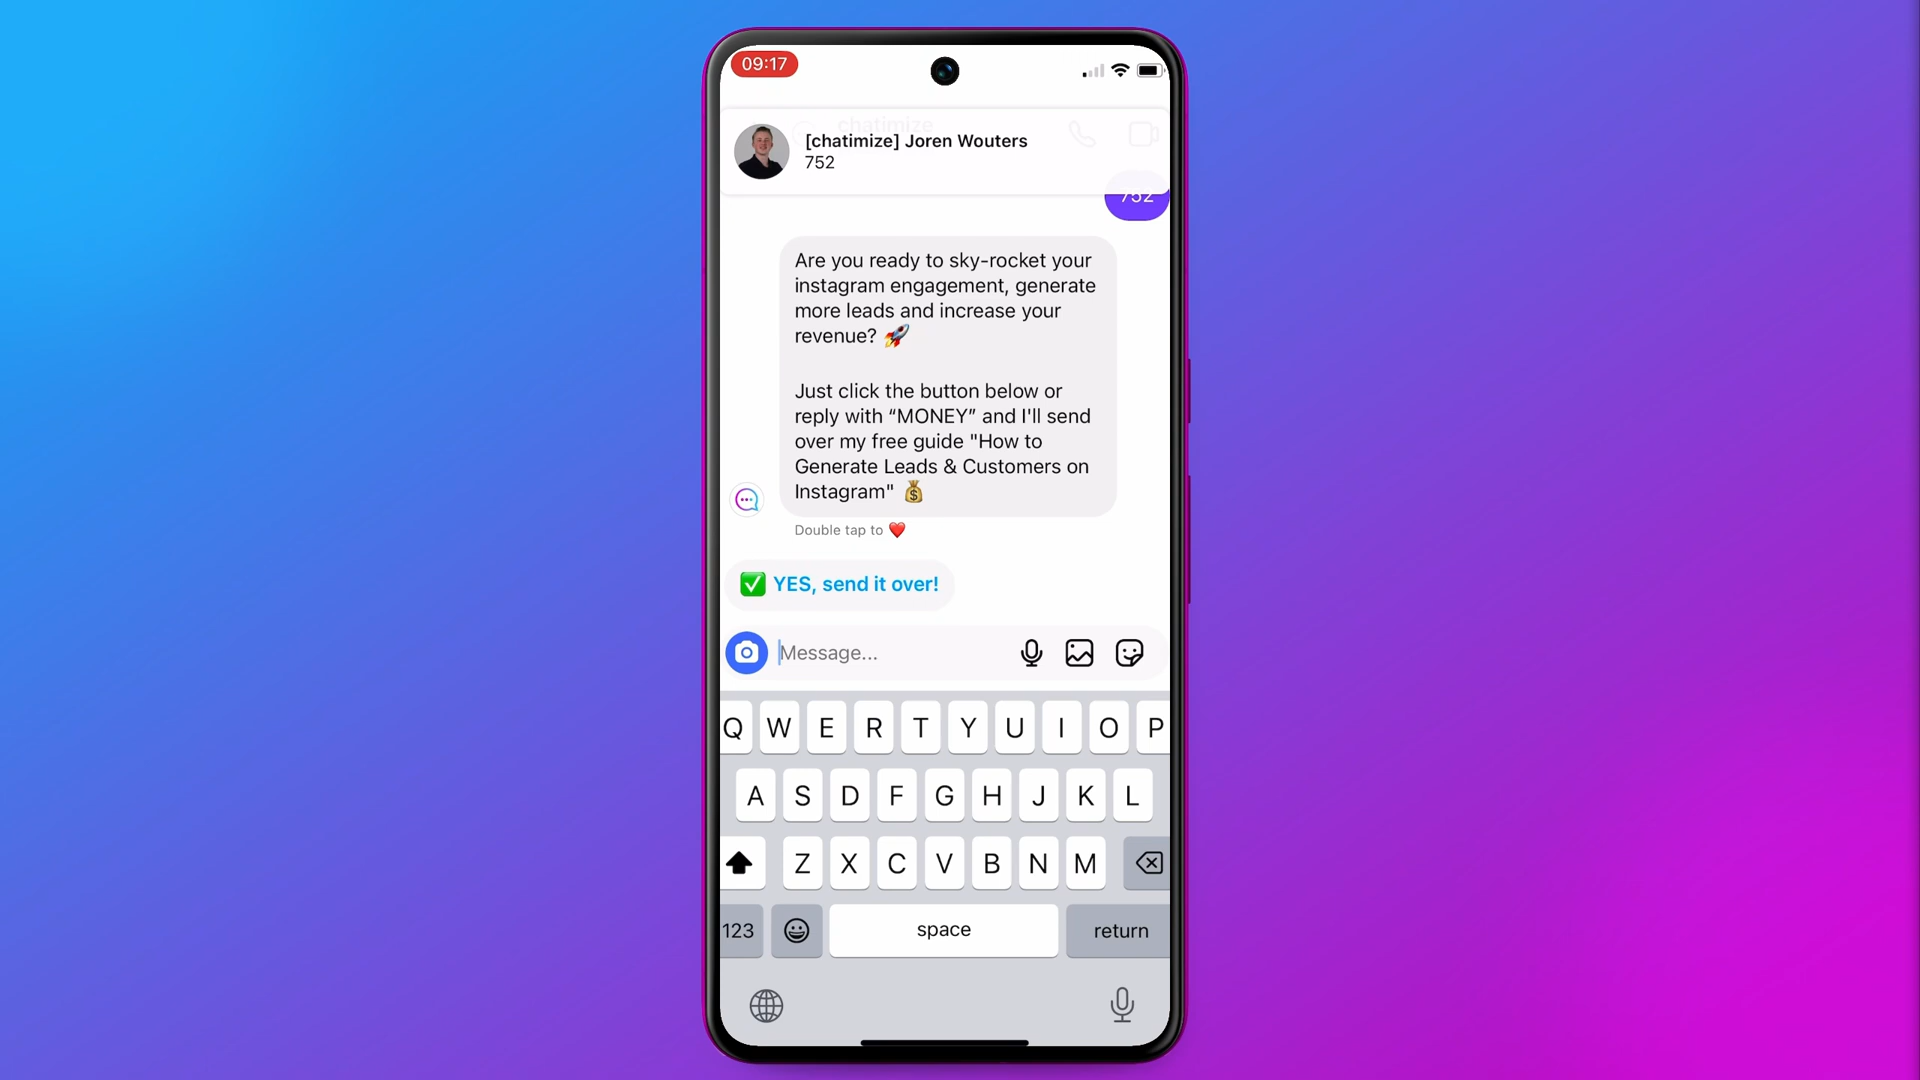 09:17
chatimize
[chatimize] Joren Wouters
752
752
Are you ready to sky-rocket your
instagram engagement, generate
more leads and increase your
revenue? 🚀
Just click the button below or
reply with “MONEY” and I'll send
over my free guide "How to
Generate Leads & Customers on
Instagram" 💰
Double tap to ❤️
✅ YES, send it over!
Message...
Q W E R T Y U I O P
A S D F G H J K L
Z X C V B N M
123 space return